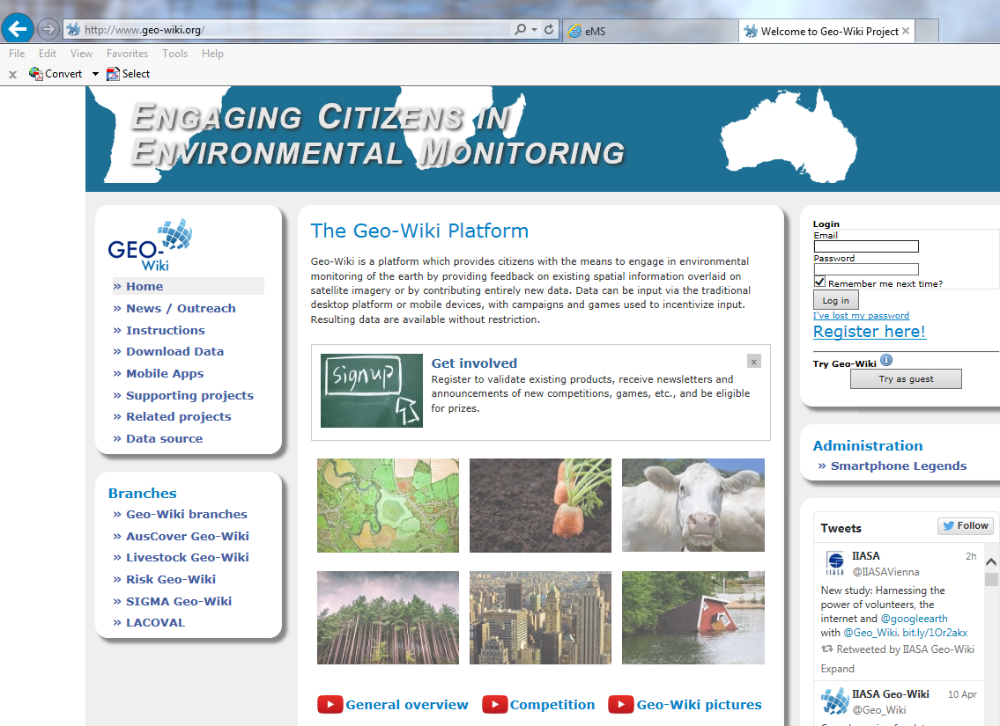 http://www.geo-wiki.org/
eMS
Welcome to Geo-Wiki Project
File Edit View Favorites Tools Help
x Convert Select
ENGAGING CITIZENS IN
ENVIRONMENTAL MONITORING
GEO-
Wiki
» Home
» News / Outreach
» Instructions
» Download Data
» Mobile Apps
» Supporting projects
» Related projects
» Data source
Branches
» Geo-Wiki branches
» AusCover Geo-Wiki
» Livestock Geo-Wiki
» Risk Geo-Wiki
» SIGMA Geo-Wiki
» LACOVAL
The Geo-Wiki Platform
Geo-Wiki is a platform which provides citizens with the means to engage in environmental
monitoring of the earth by providing feedback on existing spatial information overlaid on
satellite imagery or by contributing entirely new data. Data can be input via the traditional
desktop platform or mobile devices, with campaigns and games used to incentivize input.
Resulting data are available without restriction.
signup
Get involved
x
Register to validate existing products, receive newsletters and
announcements of new competitions, games, etc., and be eligible
for prizes.
General overview
Competition
Geo-Wiki pictures
Login
Email
Password
Remember me next time?
Log in
I've lost my password
Register here!
Try Geo-Wiki
Try as guest
Administration
» Smartphone Legends
Tweets
Follow
IIASA
IIASA 2h
@IIASAVienna
New study: Harnessing the
power of volunteers, the
internet and @googleearth
with @Geo_Wiki. bit.ly/1Or2akx
Retweeted by IIASA Geo-Wiki
Expand
IIASA Geo-Wiki 10 Apr
@Geo_Wiki